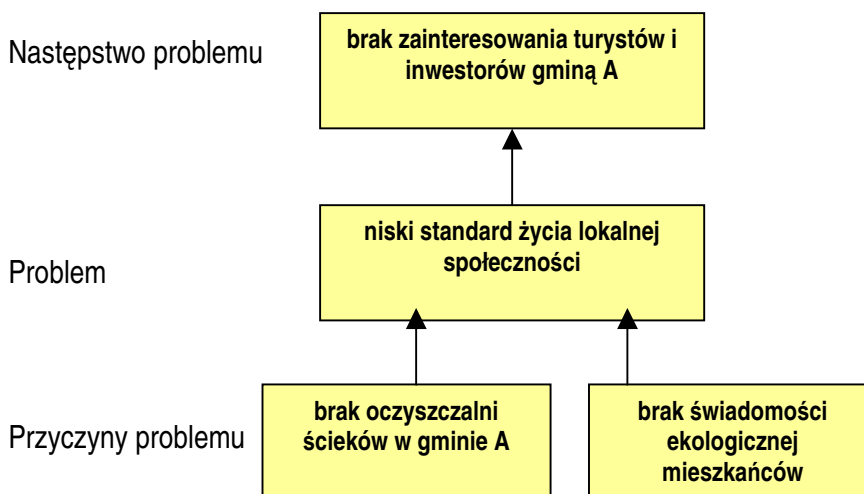 Następstwo problemu
brak zainteresowania turystów i
inwestorów gminą A
Problem
niski standard życia lokalnej
społeczności
Przyczyny problemu
brak oczyszczalni
ścieków w gminie A
brak świadomości
ekologicznej
mieszkańców